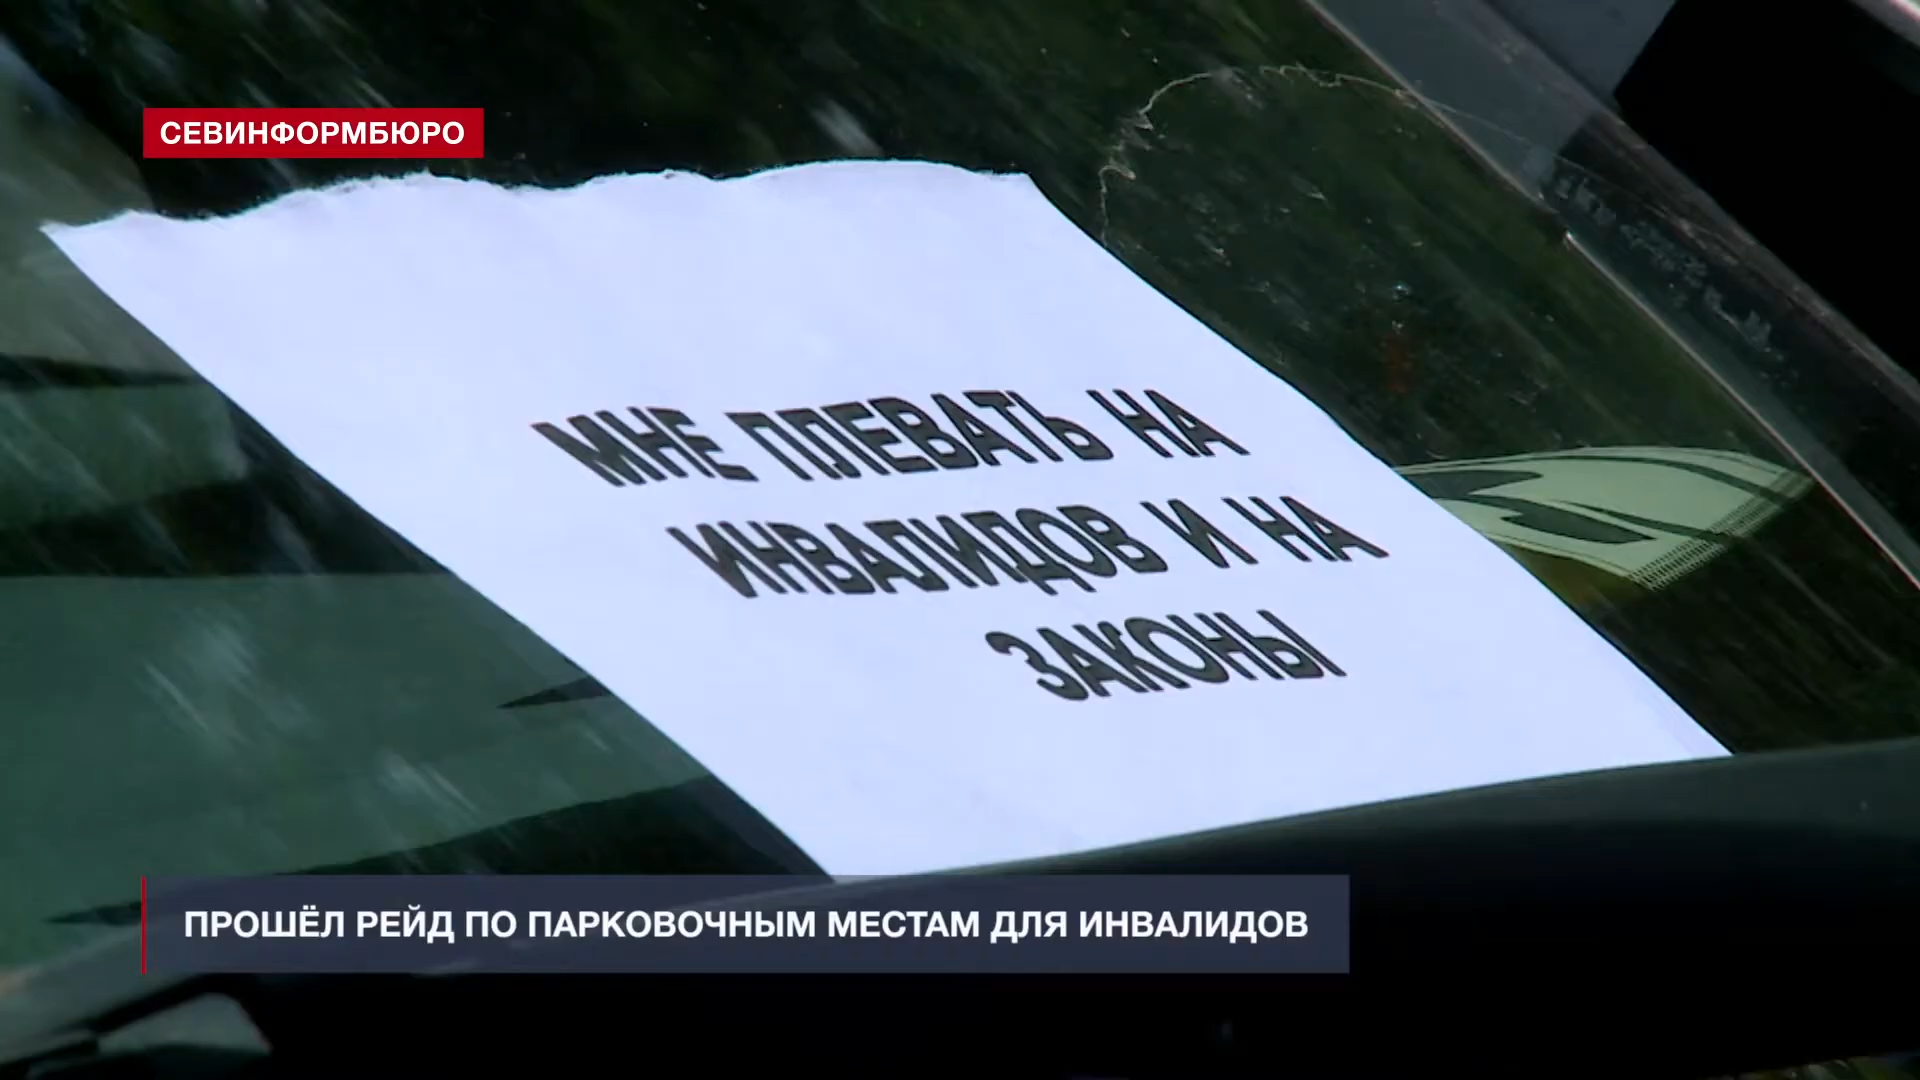 СЕВИНФОРМБЮРО
МНЕ ПЛЕВАТЬ НА
ИНВАЛИДОВ И НА
ЗАКОНЫ
ПРОШЁЛ РЕЙД ПО ПАРКОВОЧНЫМ МЕСТАМ ДЛЯ ИНВАЛИДОВ